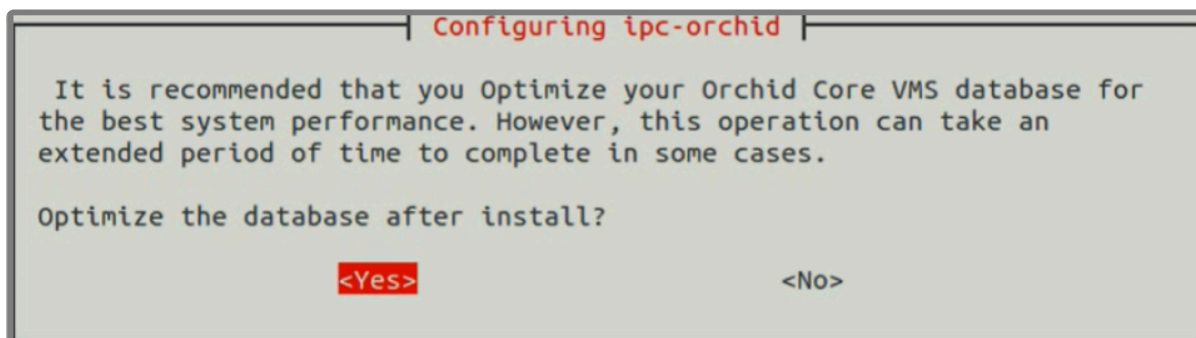 Configuring ipc-orchid
It is recommended that you Optimize your Orchid Core VMS database for
the best system performance. However, this operation can take an
extended period of time to complete in some cases.
Optimize the database after install?
<Yes> <No>